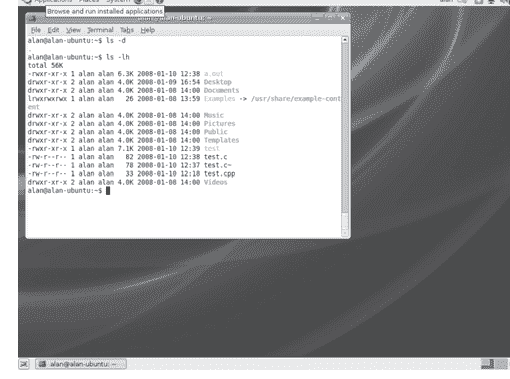 Applications Places System
Browse and run installed applications
alan@alan-ubuntu: ~
File Edit View Terminal Tabs Help
alan@alan-ubuntu:~$ ls -d
.
alan@alan-ubuntu:~$ ls -lh
total 56K
-rwxr-xr-x 1 alan alan 6.3K 2008-01-10 12:38 a.out
drwxr-xr-x 2 alan alan 4.0K 2008-01-09 16:54 Desktop
drwxr-xr-x 2 alan alan 4.0K 2008-01-08 14:00 Documents
lrwxrwxrwx 1 alan alan 26 2008-01-08 13:59 Examples -> /usr/share/example-cont
ent
drwxr-xr-x 2 alan alan 4.0K 2008-01-08 14:00 Music
drwxr-xr-x 2 alan alan 4.0K 2008-01-08 14:00 Pictures
drwxr-xr-x 2 alan alan 4.0K 2008-01-08 14:00 Public
drwxr-xr-x 2 alan alan 4.0K 2008-01-08 14:00 Templates
-rwxr-xr-x 1 alan alan 7.1K 2008-01-10 12:39 test
-rw-r--r-- 1 alan alan 82 2008-01-10 12:38 test.c
-rw-r--r-- 1 alan alan 78 2008-01-10 12:37 test.c~
-rw-r--r-- 1 alan alan 33 2008-01-10 12:18 test.cpp
drwxr-xr-x 2 alan alan 4.0K 2008-01-08 14:00 Videos
alan@alan-ubuntu:~$
alan@alan-ubuntu: ~